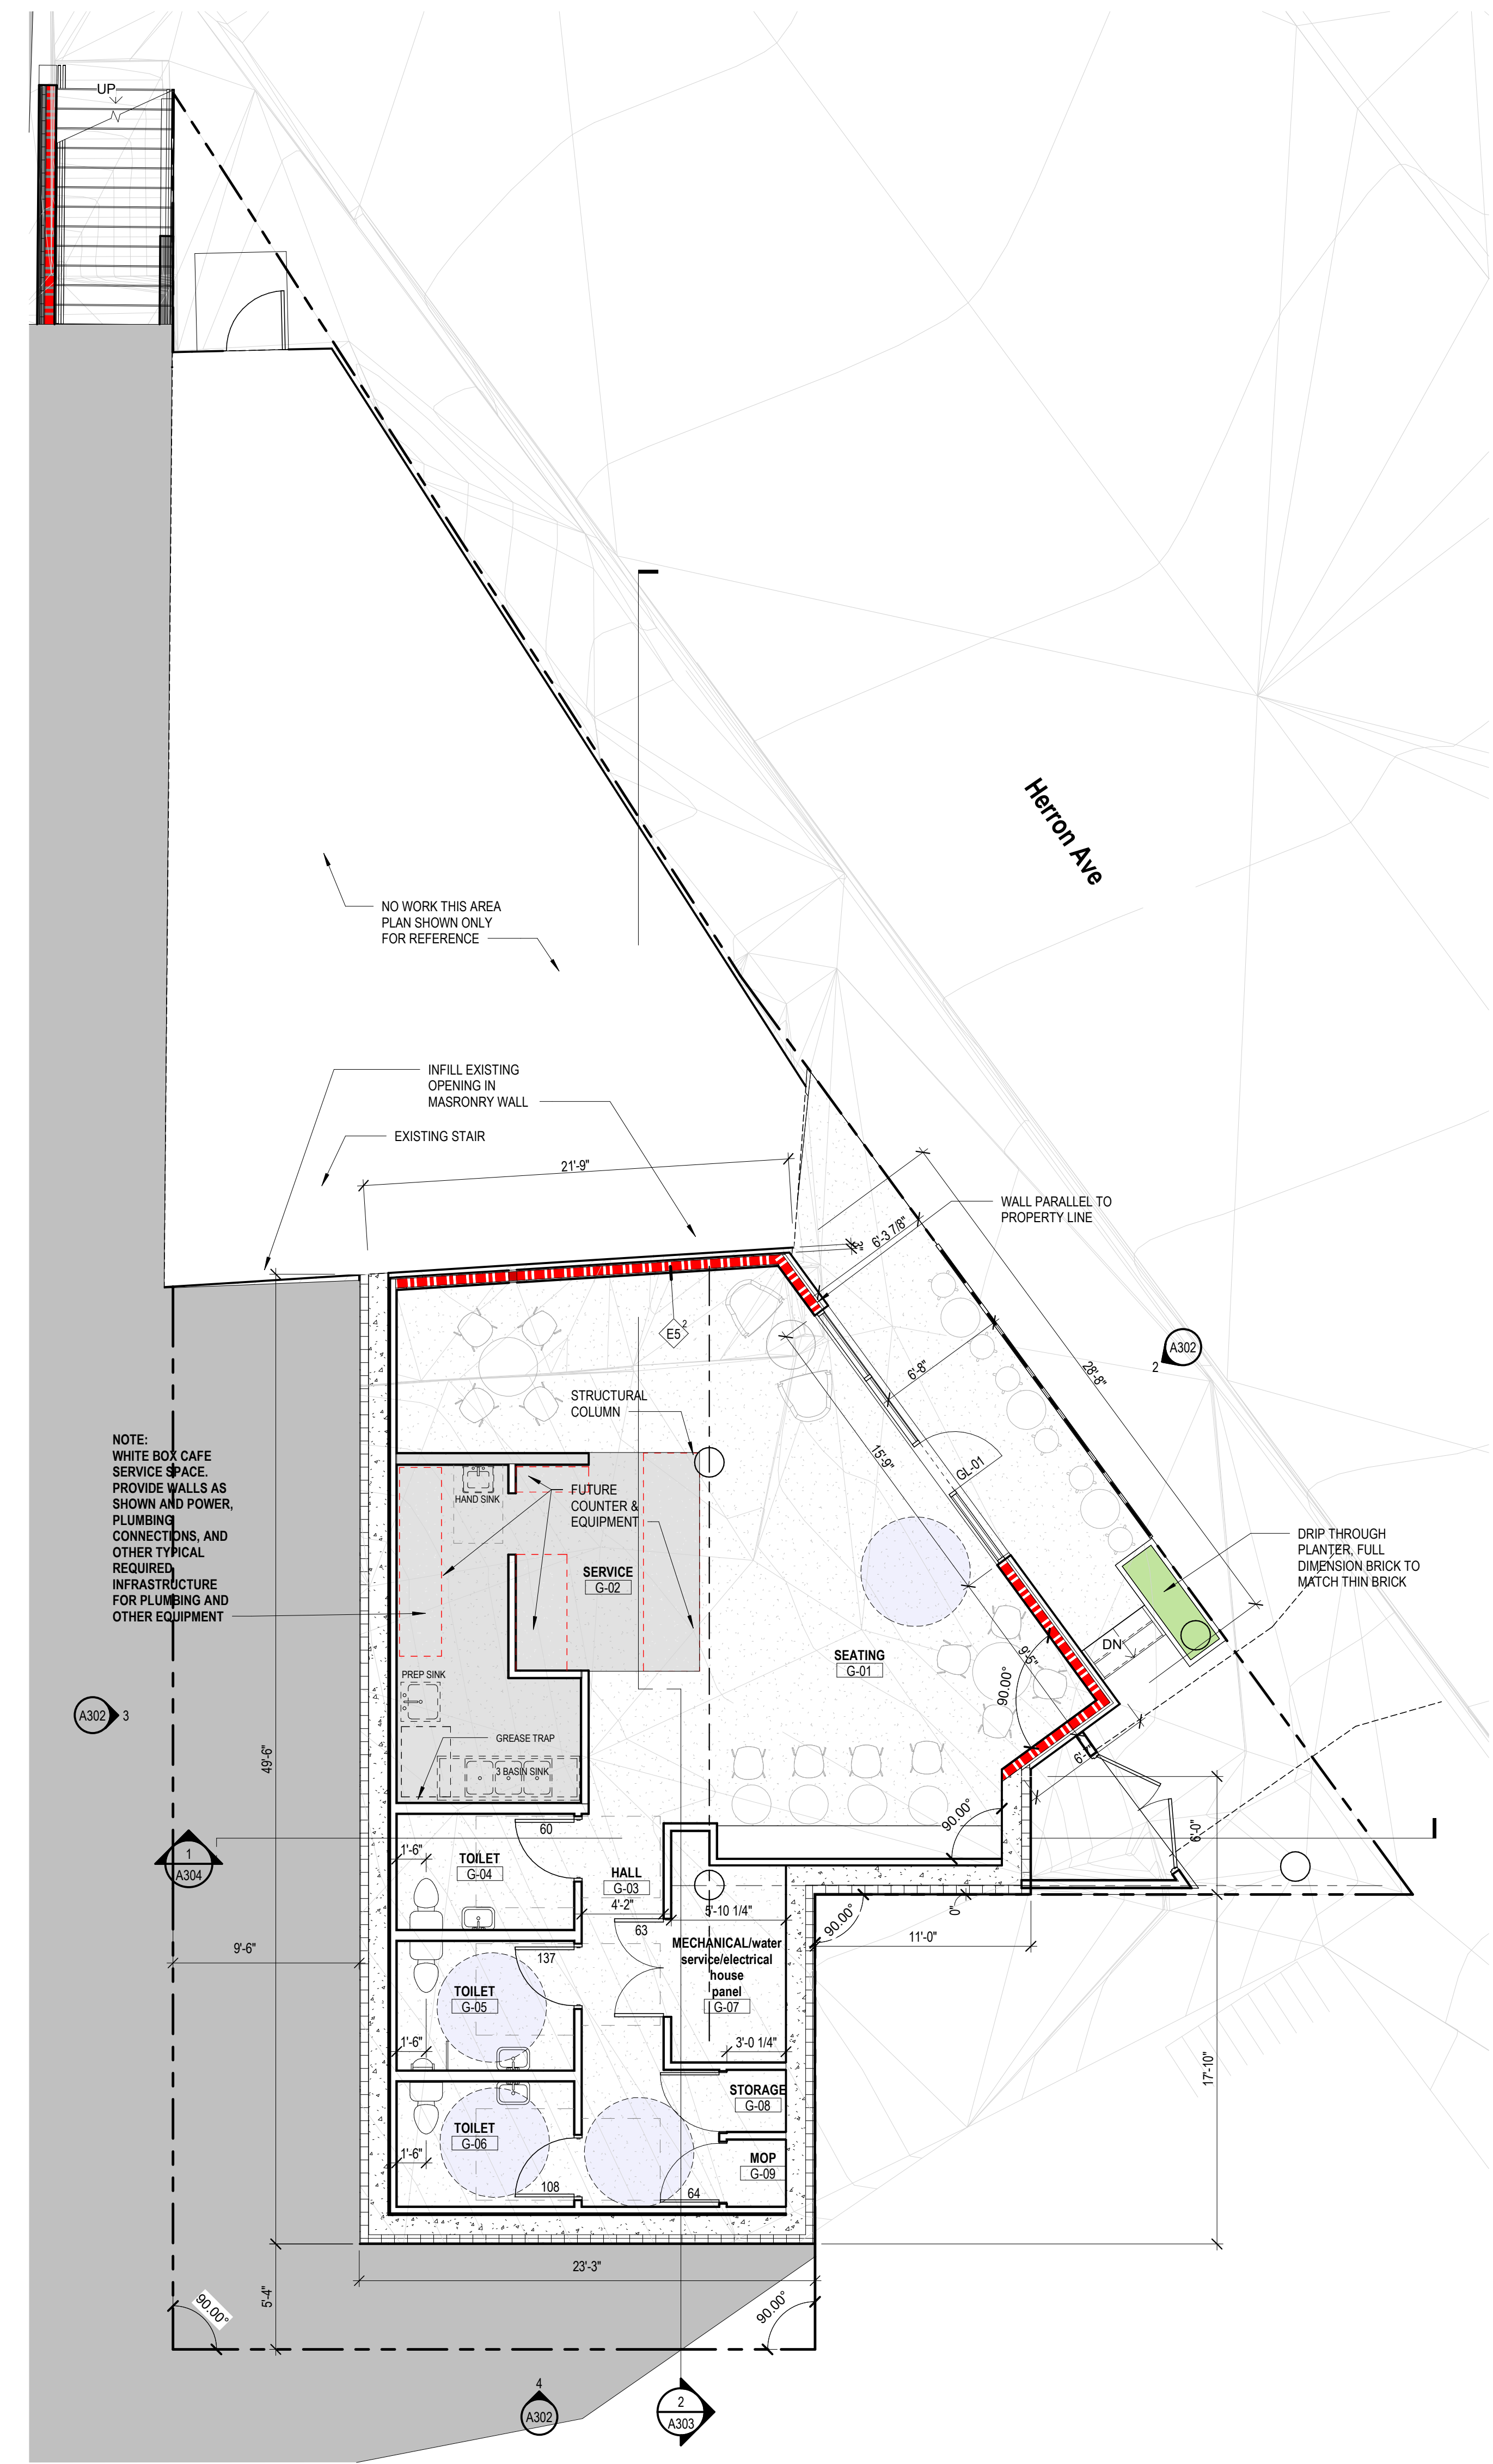 UP
Herron Ave
NO WORK THIS AREA
PLAN SHOWN ONLY
FOR REFERENCE
INFILL EXISTING
OPENING IN
MASRONRY WALL
EXISTING STAIR
21'-9"
WALL PARALLEL TO
PROPERTY LINE
6'-3 7/8"
3"
E5
2
A302
2
28'-8"
6'-8"
STRUCTURAL
COLUMN
15'-9"
GL-01
NOTE:
WHITE BOX CAFE
SERVICE SPACE.
PROVIDE WALLS AS
SHOWN AND POWER,
PLUMBING
CONNECTIONS, AND
OTHER TYPICAL
REQUIRED
INFRASTRUCTURE
FOR PLUMBING AND
OTHER EQUIPMENT
HAND SINK
FUTURE
COUNTER &
EQUIPMENT
DRIP THROUGH
PLANTER, FULL
DIMENSION BRICK TO
MATCH THIN BRICK
SERVICE
G-02
SEATING
G-01
9'-5"
DN
90.00°
PREP SINK
A302
3
GREASE TRAP
3 BASIN SINK
49'-6"
90.00°
6'-0"
60
1'-6"
1
A304
TOILET
G-04
HALL
G-03
4'-2"
5'-10 1/4"
63
90.00°
0"
11'-0"
9'-6"
137
MECHANICAL/water
service/electrical
house
panel
G-07
TOILET
G-05
1'-6"
3'-0 1/4"
17'-10"
STORAGE
G-08
TOILET
G-06
1'-6"
MOP
G-09
108
64
23'-3"
5'-4"
90.00°
90.00°
4
A302
2
A303